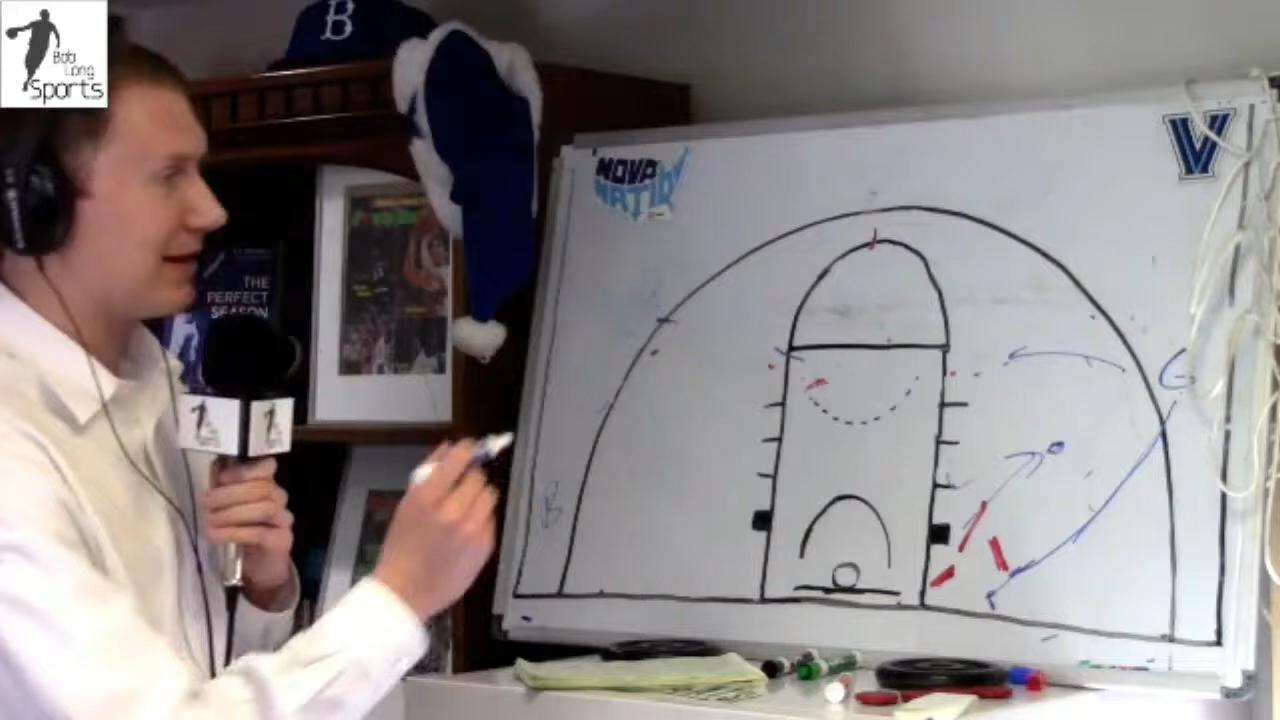 Bob
Long
Sports
B
THE
PERFECT
SEASON
NOVA
NATION
V
G
B